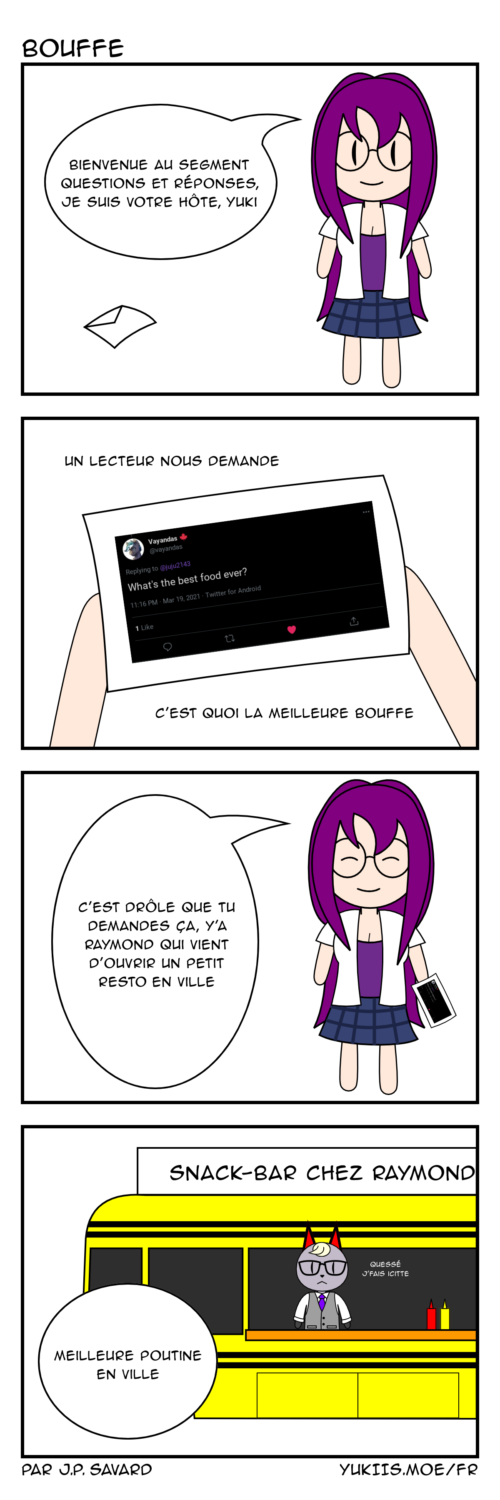 BOUFFE
BIENVENUE AU SEGMENT
QUESTIONS ET RÉPONSES,
JE SUIS VOTRE HÔTE, YUKI
UN LECTEUR NOUS DEMANDE
Vayandas 🍁
@vayandas
Replying to @juju2143
What's the best food ever?
11:16 PM · Mar 19, 2021 · Twitter for Android
1 Like
C'EST QUOI LA MEILLEURE BOUFFE
C'EST DRÔLE QUE TU
DEMANDES ÇA, Y'A
RAYMOND QUI VIENT
D'OUVRIR UN PETIT
RESTO EN VILLE
SNACK-BAR CHEZ RAYMOND
QUESSÉ
J'FAIS ICITTE
MEILLEURE POUTINE
EN VILLE
PAR J.P. SAVARD
YUKIIS.MOE/FR